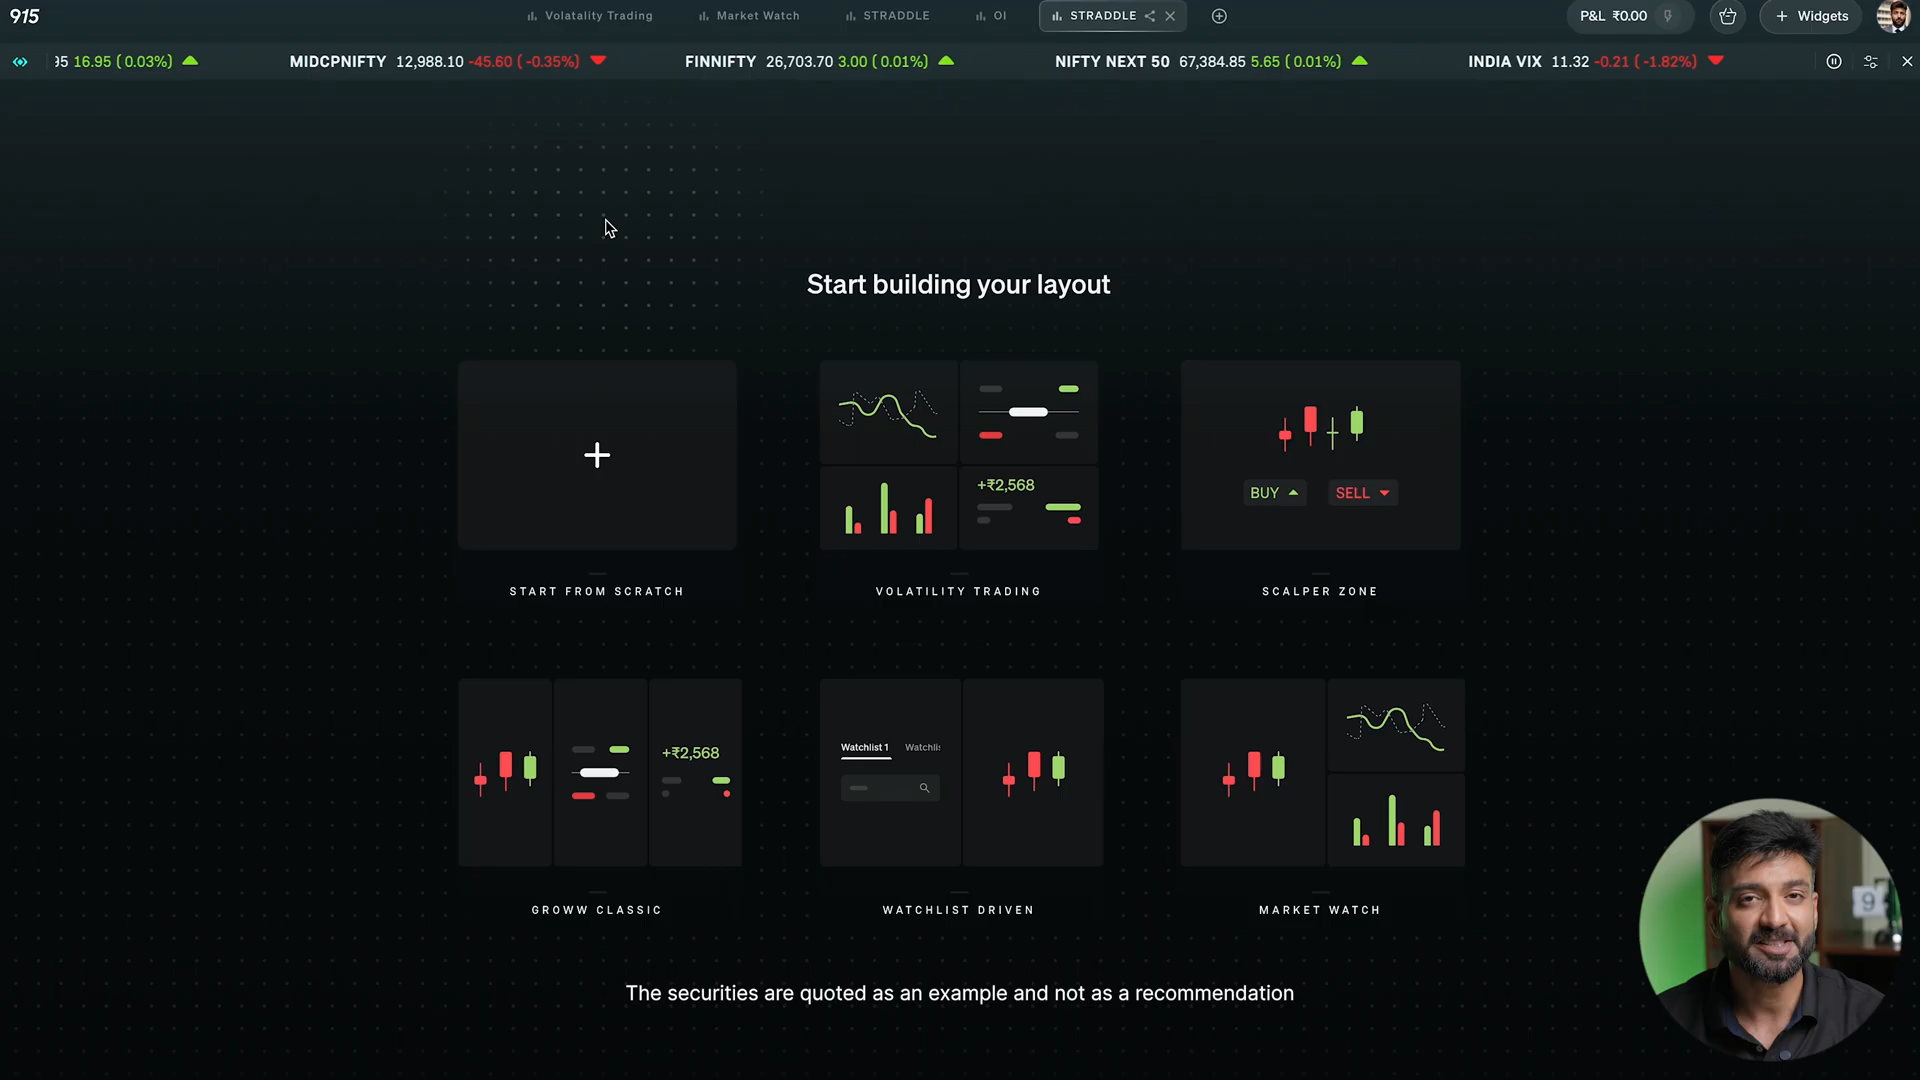 915
Volatality Trading
Market Watch
STRADDLE
OI
STRADDLE
P&L ₹0.00
+ Widgets
95 16.95 ( 0.03%)
MIDCPNIFTY 12,988.10 -45.60 ( -0.35%)
FINNIFTY 26,703.70 3.00 ( 0.01%)
NIFTY NEXT 50 67,384.85 5.65 ( 0.01%)
INDIA VIX 11.32 -0.21 ( -1.82%)
Start building your layout
+₹2,568
BUY
SELL
START FROM SCRATCH
VOLATILITY TRADING
SCALPER ZONE
+₹2,568
Watchlist 1
Watchli
GROWW CLASSIC
WATCHLIST DRIVEN
MARKET WATCH
9
The securities are quoted as an example and not as a recommendation